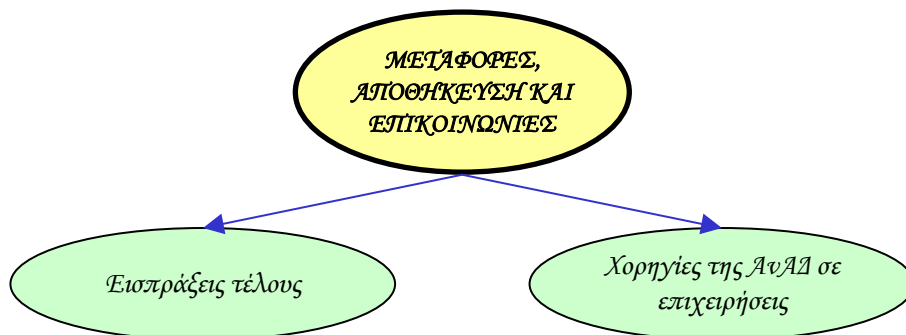 ΜΕΤΑΦΟΡΕΣ,
ΑΠΟΘΗΚΕΥΣΗ ΚΑΙ
ΕΠΙΚΟΙΝΩΝΙΕΣ
Εισπράξεις τέλους
Χορηγίες της ΑνΑΔ σε
επιχειρήσεις